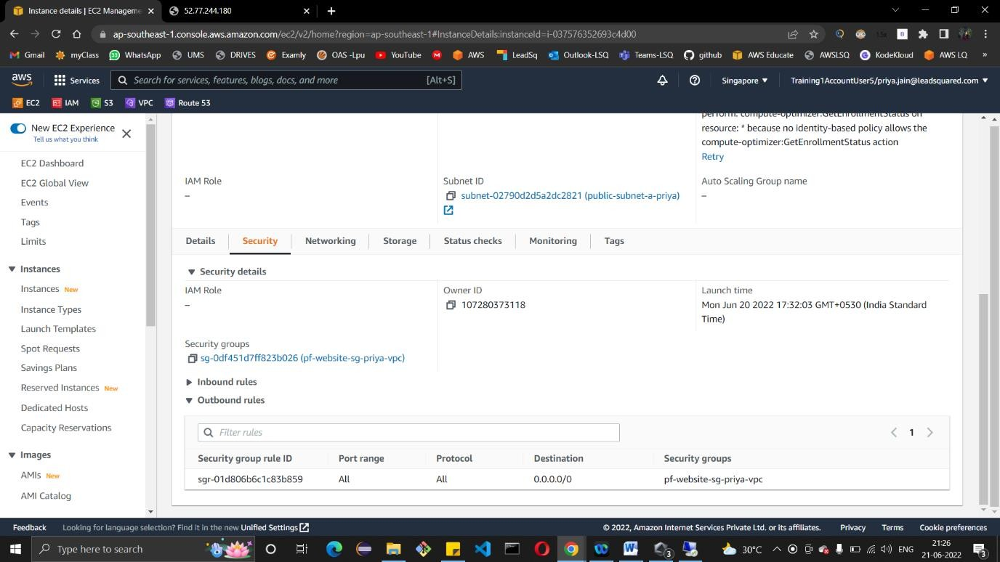 Instance details | EC2 Manageme
52.77.244.180
ap-southeast-1.console.aws.amazon.com/ec2/v2/home?region=ap-southeast-1#InstanceDetails:instanceId=i-037576352693c4d00
1.5x
B
Gmail myClass WhatsApp UMS DRIVES Examly OAS -Lpu YouTube M AWS LeadSq Outlook-LSQ Teams-LSQ github AWS Educate AWSLSQ KodeKloud AWS LQ »
aws Services Search for services, features, blogs, docs, and more [Alt+S] Singapore Training1AccountUser5/priya.jain@leadsquared.com
EC2 IAM S3 VPC Route 53
New EC2 Experience
Tell us what you think
EC2 Dashboard
EC2 Global View
Events
Tags
Limits
Instances
Instances New
Instance Types
Launch Templates
Spot Requests
Savings Plans
Reserved Instances New
Dedicated Hosts
Capacity Reservations
Images
AMIs New
AMI Catalog
perform: compute-optimizer:GetEnrollmentStatus on
resource: * because no identity-based policy allows the
compute-optimizer:GetEnrollmentStatus action
Retry
IAM Role
–
Subnet ID
subnet-02790d2d5a2dc2821 (public-subnet-a-priya)
Auto Scaling Group name
–
Details Security Networking Storage Status checks Monitoring Tags
Security details
IAM Role
–
Owner ID
107280373118
Launch time
Mon Jun 20 2022 17:32:03 GMT+0530 (India Standard
Time)
Security groups
sg-0df451d7ff823b026 (pf-website-sg-priya-vpc)
Inbound rules
Outbound rules
Filter rules
1
Security group rule ID Port range Protocol Destination Security groups
sgr-01d806b6c1c83b859 All All 0.0.0.0/0 pf-website-sg-priya-vpc
Feedback Looking for language selection? Find it in the new Unified Settings © 2022, Amazon Internet Services Private Ltd. or its affiliates. Privacy Terms Cookie preferences
Type here to search
3
30°C
ENG
21:26
21-06-2022
3